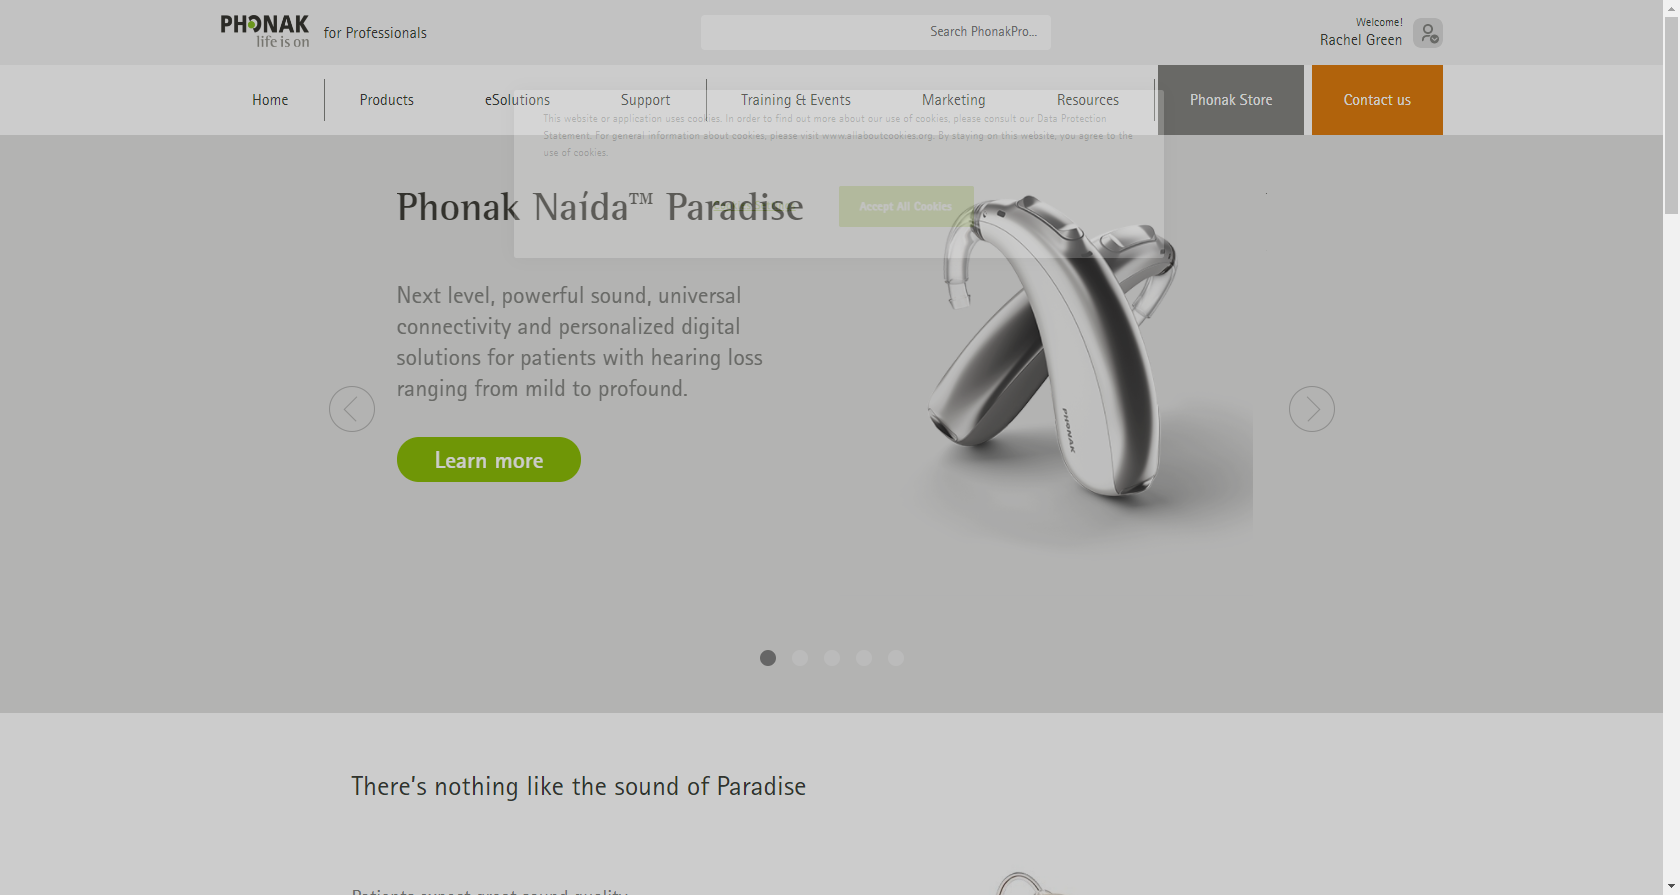 PHONAK
life is on
for Professionals
Search PhonakPro...
Welcome!
Rachel Green
Home
Products
eSolutions
Support
Training & Events
Marketing
Resources
Phonak Store
Contact us
This website or application uses cookies. In order to find out more about our use of cookies, please consult our Data Protection
Statement. For general information about cookies, please visit www.allaboutcookies.org. By staying on this website, you agree to the
use of cookies.
Accept All Cookies
Phonak Naída™ Paradise
Next level, powerful sound, universal
connectivity and personalized digital
solutions for patients with hearing loss
ranging from mild to profound.
Learn more
PHONAK
There's nothing like the sound of Paradise
Patients expect great sound quality